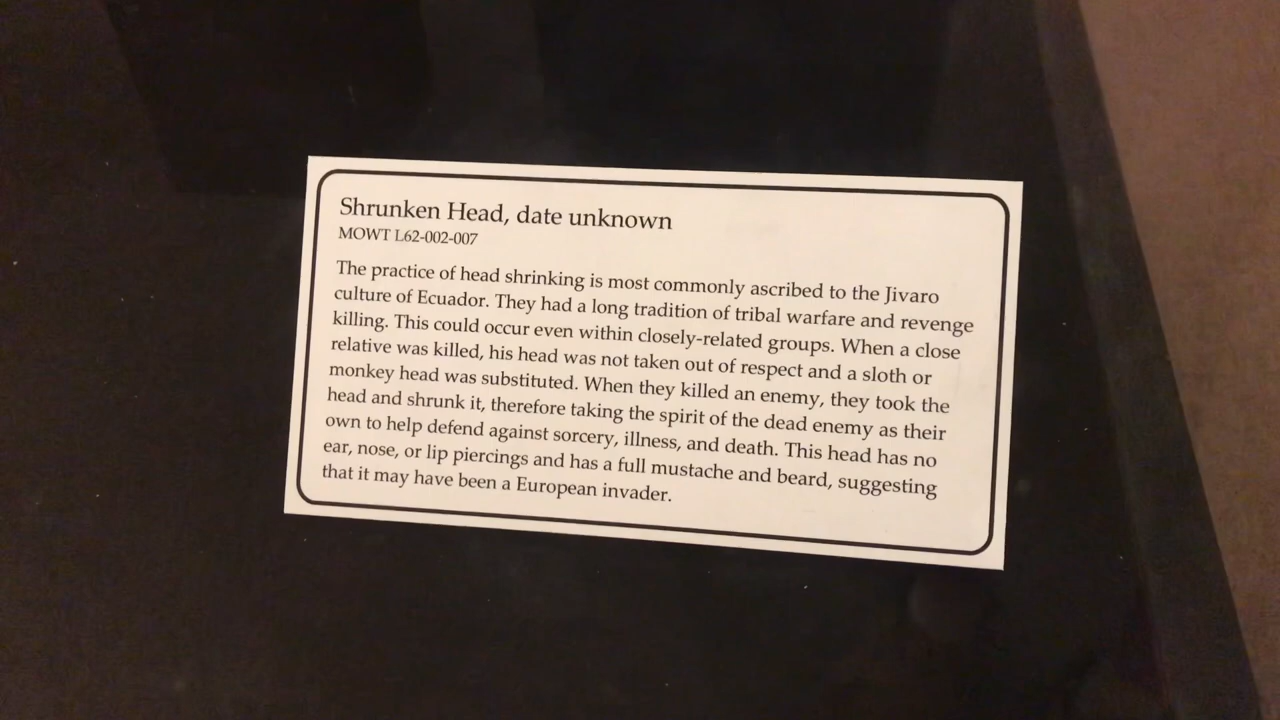 Shrunken Head, date unknown
MOWT L62-002-007
The practice of head shrinking is most commonly ascribed to the Jivaro
culture of Ecuador. They had a long tradition of tribal warfare and revenge
killing. This could occur even within closely-related groups. When a close
relative was killed, his head was not taken out of respect and a sloth or
monkey head was substituted. When they killed an enemy, they took the
head and shrunk it, therefore taking the spirit of the dead enemy as their
own to help defend against sorcery, illness, and death. This head has no
ear, nose, or lip piercings and has a full mustache and beard, suggesting
that it may have been a European invader.